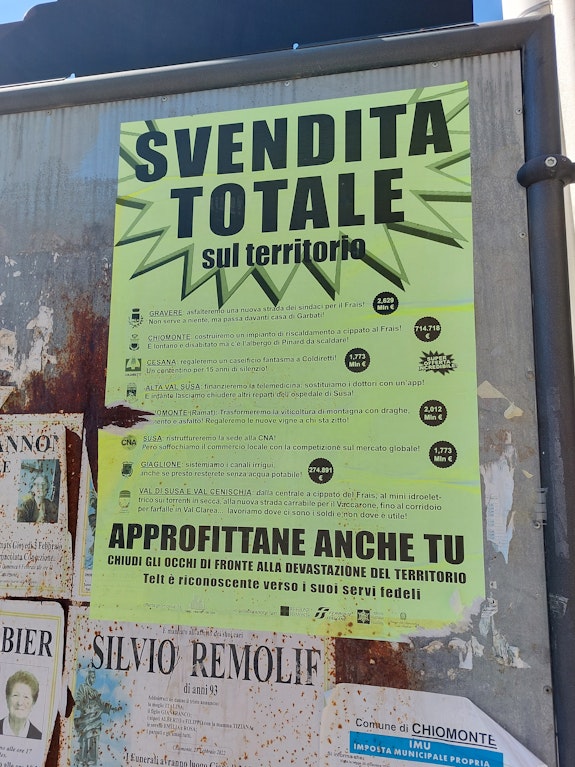 SVENDITA
TOTALE
sul territorio
GRAVERE: asfalteremo una nuova strada dei sindaci per il Frais!
Non serve a niente, ma passa davanti casa di Garbati!
2,629
Mln €
CHIOMONTE: costruiremo un impianto di riscaldamento a cippato al Frais!
È lontano e disabitato ma c'è l'albergo di Pinard da scaldare!
714.718
€
CESANA: regaleremo un caseificio fantasma a Coldiretti!
Un contentino per 15 anni di silenzio!
1,773
Mln €
SUPER
OFFERTA
INCREDIBILE
ALTA VAL SUSA: finanzieremo la telemedicina: sostituiamo i dottori con un'app!
E intanto lasciamo chiudere altri reparti dell'ospedale di Susa!
OMONTE (Ramat): Trasformeremo la viticoltura di montagna con draghe,
ento e asfalto! Regaleremo le nuove vigne a chi sta zitto!
2,012
Mln €
CNA
SUSA: ristruttureremo la sede alla CNA!
Pero soffochiamo il commercio locale con la competizione sul mercato globale!
1,773
Mln €
GIAGLIONE: sistemiamo i canali irrigui,
anche se presto resterete senza acqua potabile!
274.891
€
VAL DI SUSA E VAL CENISCHIA: dalla centrale a cippato del Frais, al mini idroelet-
trico sui torrenti in secca, alla nuova strada carrabile per il Vaccarone, fino al corridoio
per farfalle in Val Clarea... lavoriamo dove ci sono i soldi e non dove è utile!
APPROFITTANE ANCHE TU
CHIUDI GLI OCCHI DI FRONTE ALLA DEVASTAZIONE DEL TERRITORIO
Telt è riconoscente verso i suoi servi fedeli
ANNO
BIER
SILVIO REMOLIF
di anni 93
I funerali avranno luogo
Comune di CHIOMONTE
IMU
IMPOSTA MUNICIPALE PROPRIA